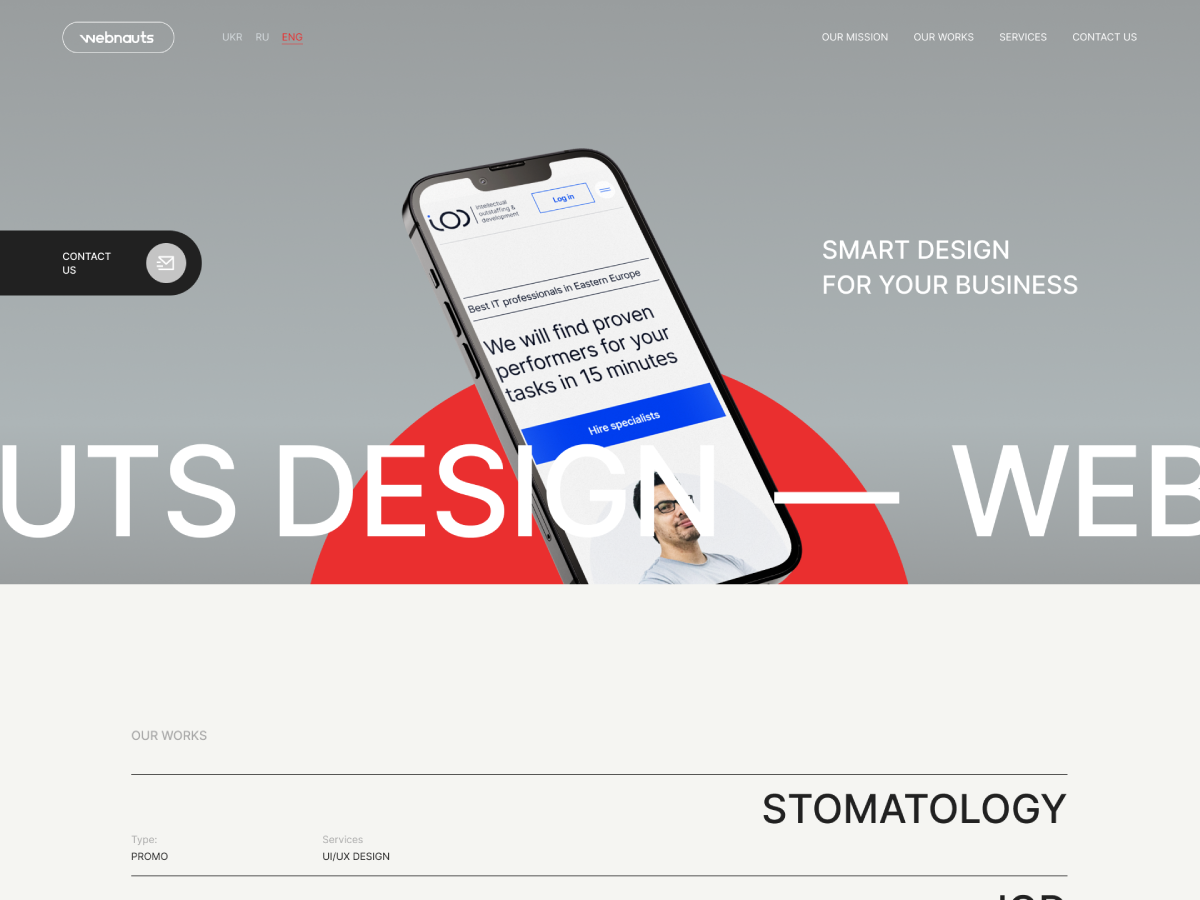 webnauts
UKR RU ENG
OUR MISSION OUR WORKS SERVICES CONTACT US
intellectual
outstaffing &
development
Log in
CONTACT
US
SMART DESIGN
FOR YOUR BUSINESS
Best IT professionals in Eastern Europe
We will find proven
performers for your
tasks in 15 minutes
Hire specialists
UTS DESIGN — WEB
OUR WORKS
STOMATOLOGY
Type: Services
PROMO UI/UX DESIGN